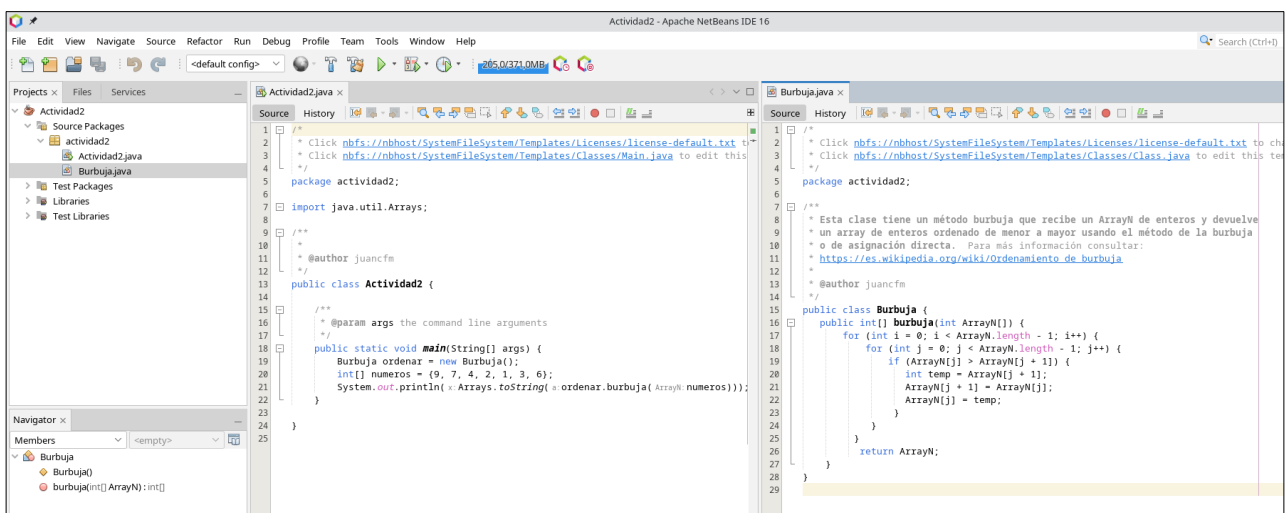 Actividad2 - Apache NetBeans IDE 16
File Edit View Navigate Source Refactor Run Debug Profile Team Tools Window Help
Search (Ctrl+I)
<default config>
205,0/371,0MB
Projects × Files Services
Actividad2
Source Packages
actividad2
Actividad2.java
Burbuja.java
Test Packages
Libraries
Test Libraries
Navigator ×
Members <empty>
Burbuja
Burbuja()
burbuja(int[] ArrayN) : int[]
Actividad2.java ×
Source History
1 /*
2 * Click nbfs://nbhost/SystemFileSystem/Templates/Licenses/license-default.txt t
3 * Click nbfs://nbhost/SystemFileSystem/Templates/Classes/Main.java to edit this
4 */
5 package actividad2;
6
7 import java.util.Arrays;
8
9 /**
10 *
11 * @author juancfm
12 */
13 public class Actividad2 {
14
15 /**
16 * @param args the command line arguments
17 */
18 public static void main(String[] args) {
19 Burbuja ordenar = new Burbuja();
20 int[] numeros = {9, 7, 4, 2, 1, 3, 6};
21 System.out.println( x: Arrays.toString( a: ordenar.burbuja( ArrayN: numeros)));
22 }
23
24 }
25
Burbuja.java ×
Source History
1 /*
2 * Click nbfs://nbhost/SystemFileSystem/Templates/Licenses/license-default.txt to cha
3 * Click nbfs://nbhost/SystemFileSystem/Templates/Classes/Class.java to edit this tem
4 */
5 package actividad2;
6
7 /**
8 * Esta clase tiene un método burbuja que recibe un ArrayN de enteros y devuelve
9 * un array de enteros ordenado de menor a mayor usando el método de la burbuja
10 * o de asignación directa. Para más información consultar:
11 * https://es.wikipedia.org/wiki/Ordenamiento_de_burbuja
12 *
13 * @author juancfm
14 */
15 public class Burbuja {
16 public int[] burbuja(int ArrayN[]) {
17 for (int i = 0; i < ArrayN.length - 1; i++) {
18 for (int j = 0; j < ArrayN.length - 1; j++) {
19 if (ArrayN[j] > ArrayN[j + 1]) {
20 int temp = ArrayN[j + 1];
21 ArrayN[j + 1] = ArrayN[j];
22 ArrayN[j] = temp;
23 }
24 }
25 }
26 return ArrayN;
27 }
28 }
29